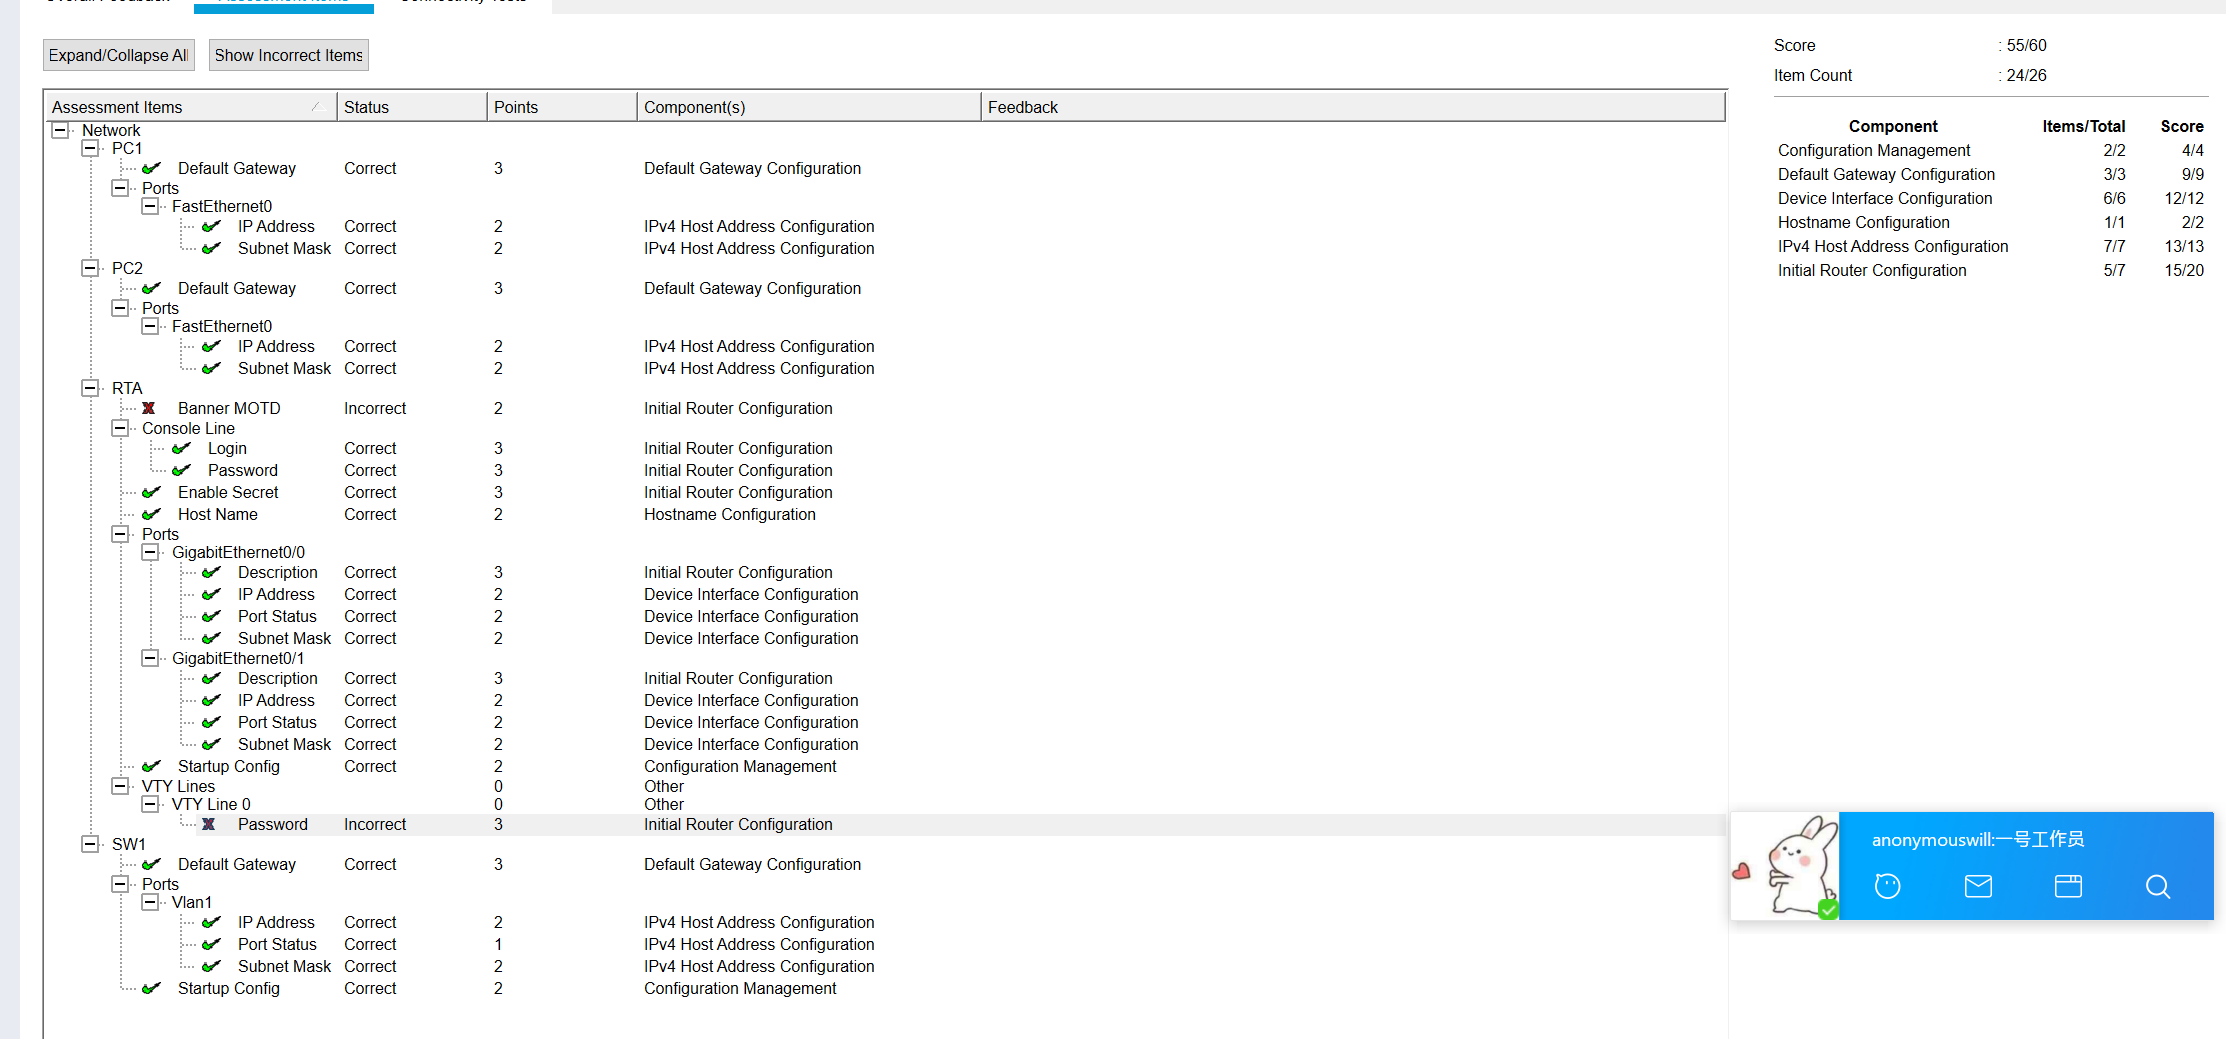 Overall Feedback Assessment Items Connectivity Tests
Expand/Collapse All Show Incorrect Items
Score : 55/60
Item Count : 24/26
Assessment Items Status Points Component(s) Feedback
Network
PC1
Default Gateway Correct 3 Default Gateway Configuration
Ports
FastEthernet0
IP Address Correct 2 IPv4 Host Address Configuration
Subnet Mask Correct 2 IPv4 Host Address Configuration
PC2
Default Gateway Correct 3 Default Gateway Configuration
Ports
FastEthernet0
IP Address Correct 2 IPv4 Host Address Configuration
Subnet Mask Correct 2 IPv4 Host Address Configuration
RTA
Banner MOTD Incorrect 2 Initial Router Configuration
Console Line
Login Correct 3 Initial Router Configuration
Password Correct 3 Initial Router Configuration
Enable Secret Correct 3 Initial Router Configuration
Host Name Correct 2 Hostname Configuration
Ports
GigabitEthernet0/0
Description Correct 3 Initial Router Configuration
IP Address Correct 2 Device Interface Configuration
Port Status Correct 2 Device Interface Configuration
Subnet Mask Correct 2 Device Interface Configuration
GigabitEthernet0/1
Description Correct 3 Initial Router Configuration
IP Address Correct 2 Device Interface Configuration
Port Status Correct 2 Device Interface Configuration
Subnet Mask Correct 2 Device Interface Configuration
Startup Config Correct 2 Configuration Management
VTY Lines 0 Other
VTY Line 0 0 Other
Password Incorrect 3 Initial Router Configuration
SW1
Default Gateway Correct 3 Default Gateway Configuration
Ports
Vlan1
IP Address Correct 2 IPv4 Host Address Configuration
Port Status Correct 1 IPv4 Host Address Configuration
Subnet Mask Correct 2 IPv4 Host Address Configuration
Startup Config Correct 2 Configuration Management
Component Items/Total Score
Configuration Management 2/2 4/4
Default Gateway Configuration 3/3 9/9
Device Interface Configuration 6/6 12/12
Hostname Configuration 1/1 2/2
IPv4 Host Address Configuration 7/7 13/13
Initial Router Configuration 5/7 15/20
anonymouswill:一号工作员